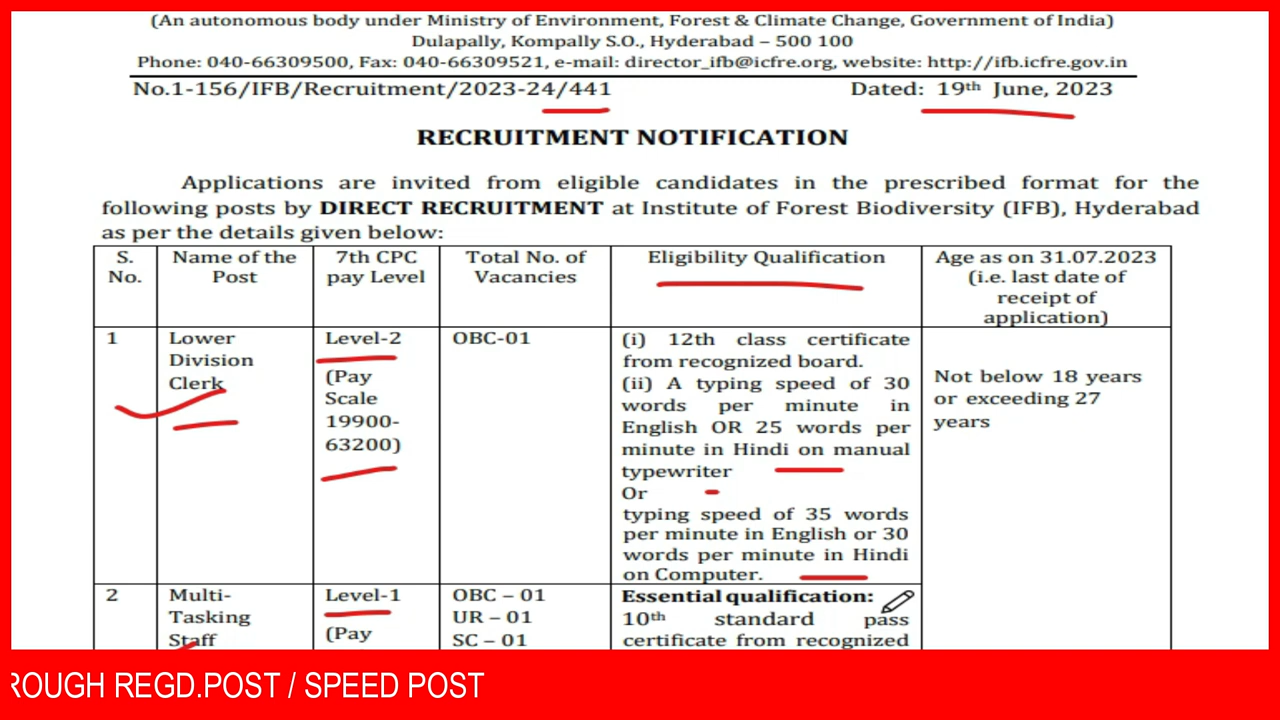 (An autonomous body under Ministry of Environment, Forest & Climate Change, Government of India)
Dulapally, Kompally S.O., Hyderabad – 500 100
Phone: 040-66309500, Fax: 040-66309521, e-mail: director_ifb@icfre.org, website: http://ifb.icfre.gov.in
No.1-156/IFB/Recruitment/2023-24/441 Dated: 19th June, 2023
RECRUITMENT NOTIFICATION
Applications are invited from eligible candidates in the prescribed format for the
following posts by DIRECT RECRUITMENT at Institute of Forest Biodiversity (IFB), Hyderabad
as per the details given below:
S. No.
Name of the Post
7th CPC pay Level
Total No. of Vacancies
Eligibility Qualification
Age as on 31.07.2023
(i.e. last date of
receipt of
application)
1
Lower
Division
Clerk
Level-2
(Pay
Scale
19900-
63200)
OBC-01
(i) 12th class certificate
from recognized board.
(ii) A typing speed of 30
words per minute in
English OR 25 words per
minute in Hindi on manual
typewriter
Or
typing speed of 35 words
per minute in English or 30
words per minute in Hindi
on Computer.
Not below 18 years
or exceeding 27
years
2
Multi-
Tasking
Staff
Level-1
(Pay
OBC – 01
UR – 01
SC – 01
Essential qualification:
10th standard pass
certificate from recognized
ROUGH REGD.POST / SPEED POST